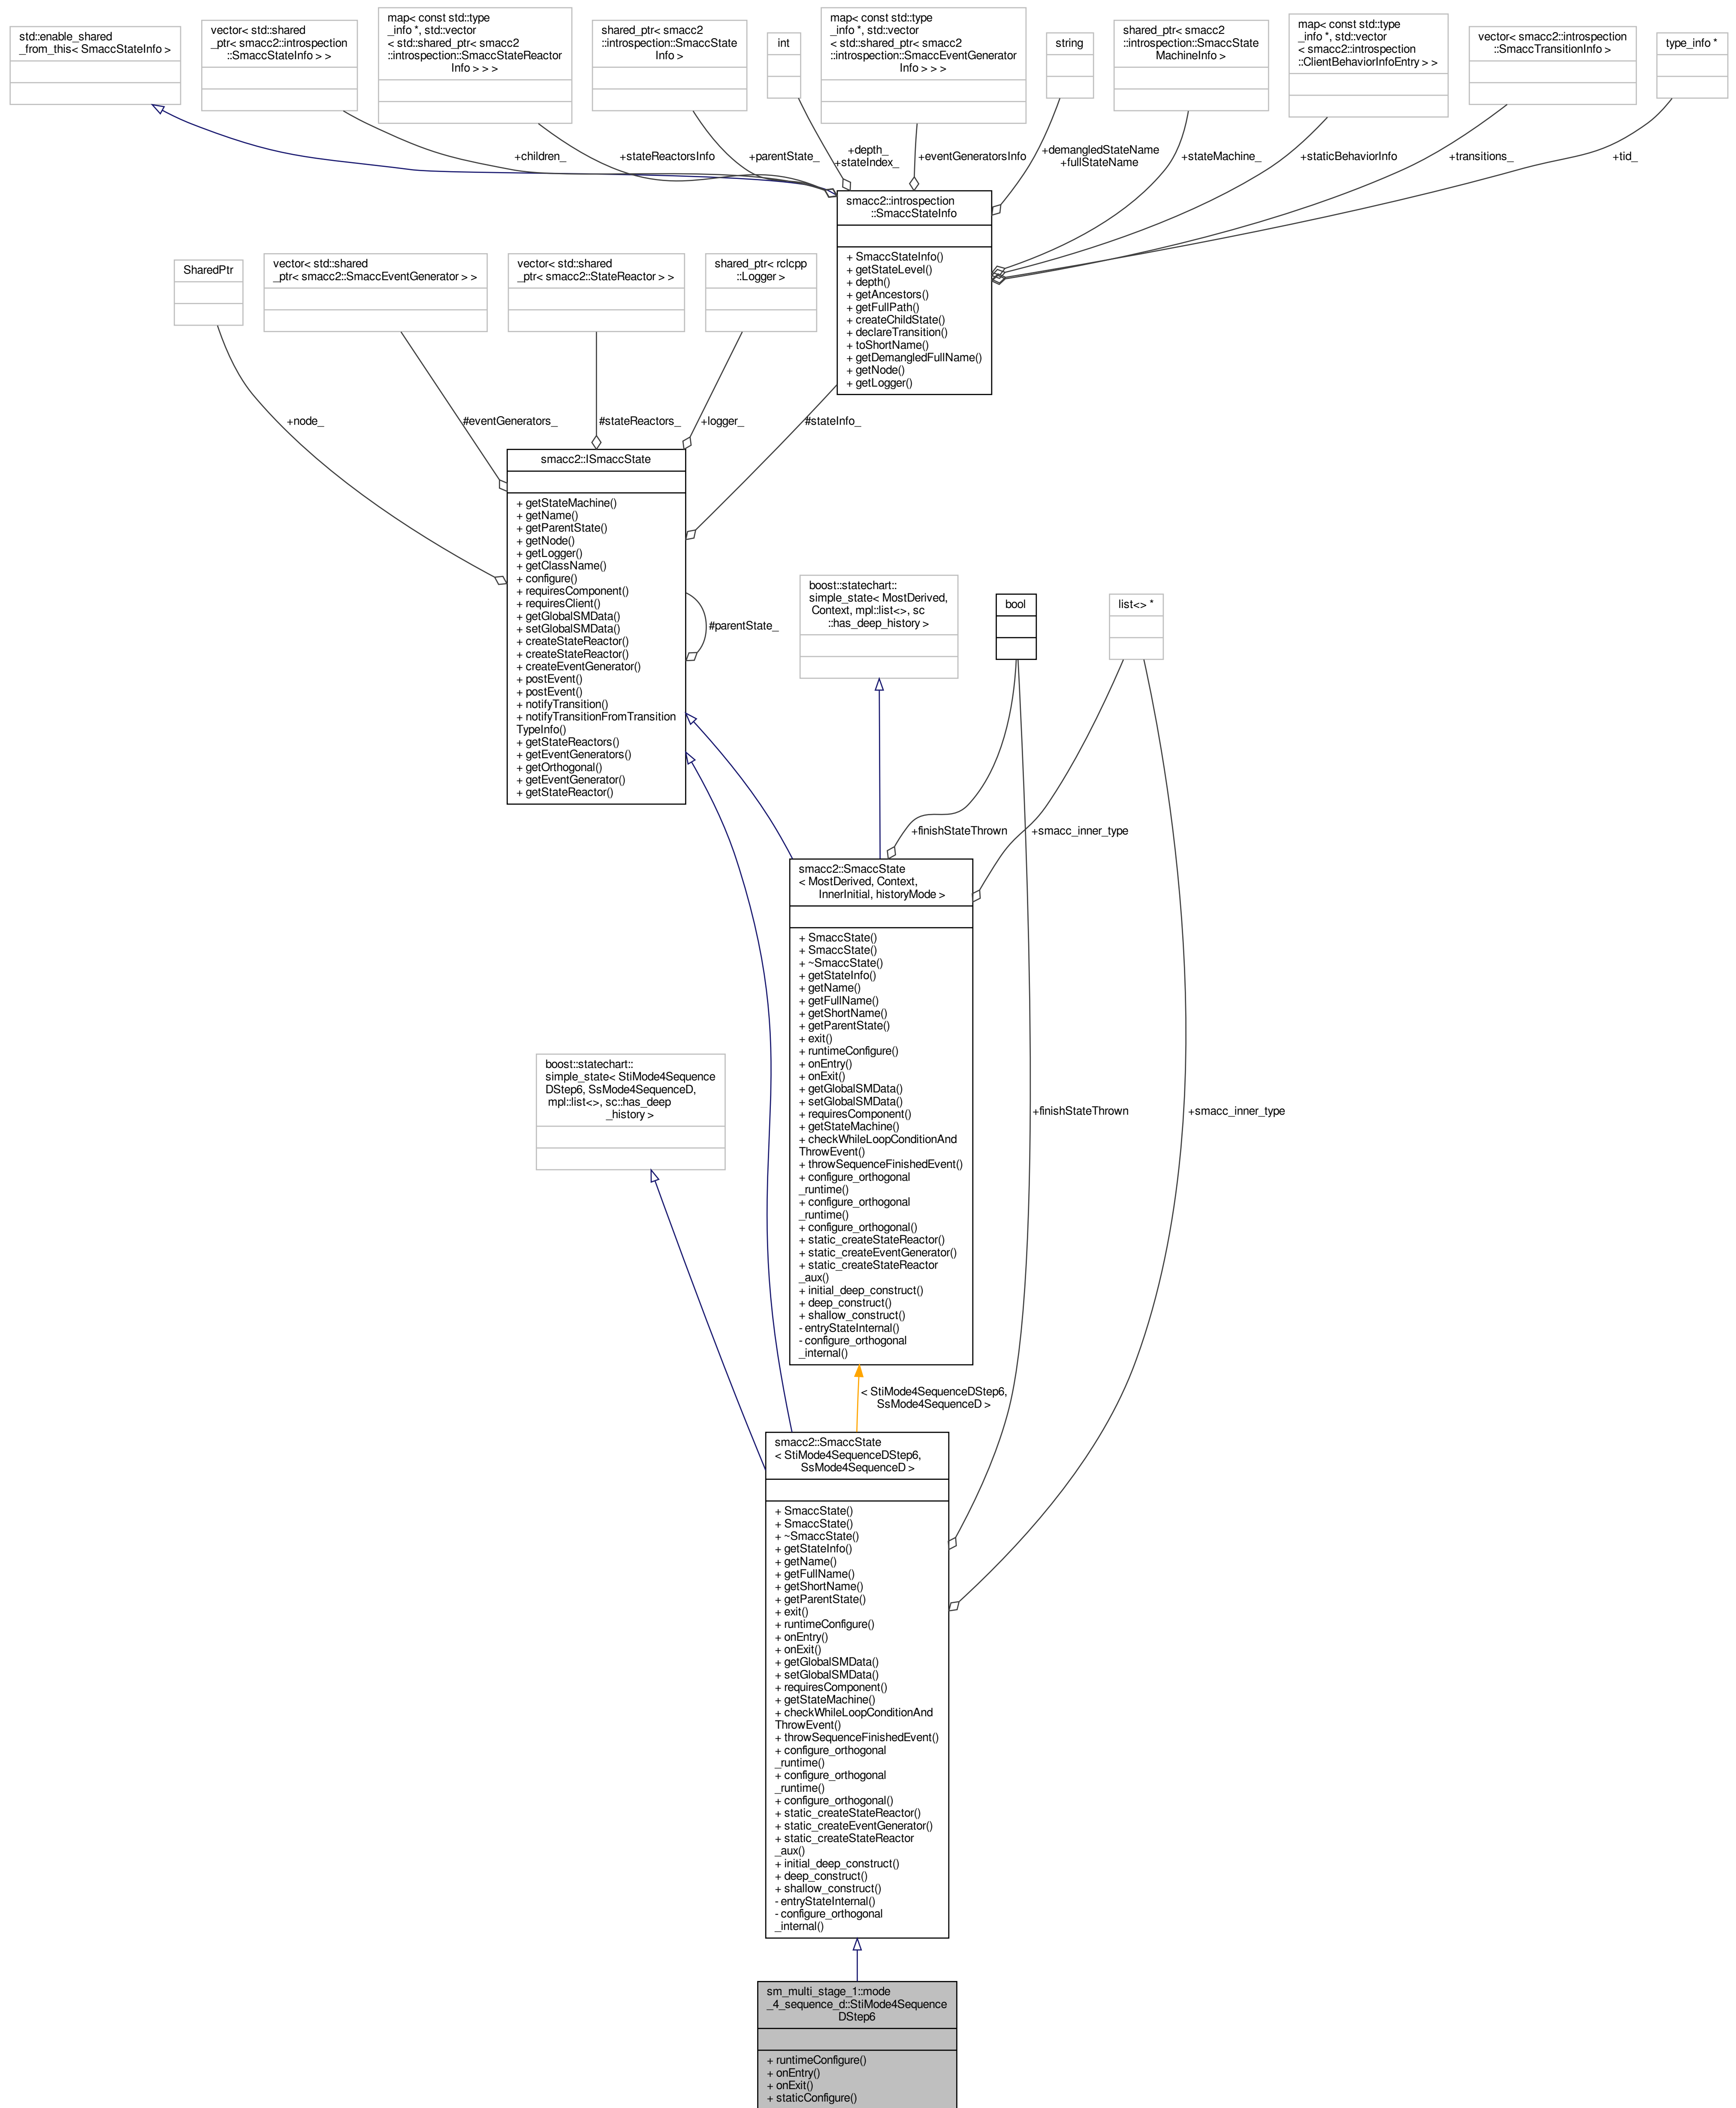 std::enable_shared
_from_this< SmaccStateInfo >
vector< std::shared
_ptr< smacc2::introspection
::SmaccStateInfo > >
map< const std::type
_info *, std::vector
< std::shared_ptr< smacc2
::introspection::SmaccStateReactor
Info > > >
shared_ptr< smacc2
::introspection::SmaccState
Info >
int
map< const std::type
_info *, std::vector
< std::shared_ptr< smacc2
::introspection::SmaccEventGenerator
Info > > >
string
shared_ptr< smacc2
::introspection::SmaccState
MachineInfo >
map< const std::type
_info *, std::vector
< smacc2::introspection
::ClientBehaviorInfoEntry > >
vector< smacc2::introspection
::SmaccTransitionInfo >
type_info *
+children_
+stateReactorsInfo
+parentState_
+depth_
+stateIndex_
+eventGeneratorsInfo
+demangledStateName
+fullStateName
+stateMachine_
+staticBehaviorInfo
+transitions_
+tid_
smacc2::introspection
::SmaccStateInfo
+ SmaccStateInfo()
+ getStateLevel()
+ depth()
+ getAncestors()
+ getFullPath()
+ createChildState()
+ declareTransition()
+ toShortName()
+ getDemangledFullName()
+ getNode()
+ getLogger()
SharedPtr
vector< std::shared
_ptr< smacc2::SmaccEventGenerator > >
vector< std::shared
_ptr< smacc2::StateReactor > >
shared_ptr< rclcpp
::Logger >
+node_
#eventGenerators_
#stateReactors_
+logger_
#stateInfo_
smacc2::ISmaccState
+ getStateMachine()
+ getName()
+ getParentState()
+ getNode()
+ getLogger()
+ getClassName()
+ configure()
+ requiresComponent()
+ requiresClient()
+ getGlobalSMData()
+ setGlobalSMData()
+ createStateReactor()
+ createStateReactor()
+ createEventGenerator()
+ postEvent()
+ postEvent()
+ notifyTransition()
+ notifyTransitionFromTransition
TypeInfo()
+ getStateReactors()
+ getEventGenerators()
+ getOrthogonal()
+ getEventGenerator()
+ getStateReactor()
#parentState_
boost::statechart::
simple_state< MostDerived,
Context, mpl::list<>, sc
::has_deep_history >
bool
list<> *
+finishStateThrown
+smacc_inner_type
smacc2::SmaccState
< MostDerived, Context,
InnerInitial, historyMode >
+ SmaccState()
+ SmaccState()
+ ~SmaccState()
+ getStateInfo()
+ getName()
+ getFullName()
+ getShortName()
+ getParentState()
+ exit()
+ runtimeConfigure()
+ onEntry()
+ onExit()
+ getGlobalSMData()
+ setGlobalSMData()
+ requiresComponent()
+ getStateMachine()
+ checkWhileLoopConditionAnd
ThrowEvent()
+ throwSequenceFinishedEvent()
+ configure_orthogonal
_runtime()
+ configure_orthogonal
_runtime()
+ configure_orthogonal()
+ static_createStateReactor()
+ static_createEventGenerator()
+ static_createStateReactor
_aux()
+ initial_deep_construct()
+ deep_construct()
+ shallow_construct()
- entryStateInternal()
- configure_orthogonal
_internal()
boost::statechart::
simple_state< StiMode4Sequence
DStep6, SsMode4SequenceD,
mpl::list<>, sc::has_deep
_history >
+finishStateThrown
+smacc_inner_type
< StiMode4SequenceDStep6,
SsMode4SequenceD >
smacc2::SmaccState
< StiMode4SequenceDStep6,
SsMode4SequenceD >
+ SmaccState()
+ SmaccState()
+ ~SmaccState()
+ getStateInfo()
+ getName()
+ getFullName()
+ getShortName()
+ getParentState()
+ exit()
+ runtimeConfigure()
+ onEntry()
+ onExit()
+ getGlobalSMData()
+ setGlobalSMData()
+ requiresComponent()
+ getStateMachine()
+ checkWhileLoopConditionAnd
ThrowEvent()
+ throwSequenceFinishedEvent()
+ configure_orthogonal
_runtime()
+ configure_orthogonal
_runtime()
+ configure_orthogonal()
+ static_createStateReactor()
+ static_createEventGenerator()
+ static_createStateReactor
_aux()
+ initial_deep_construct()
+ deep_construct()
+ shallow_construct()
- entryStateInternal()
- configure_orthogonal
_internal()
sm_multi_stage_1::mode
_4_sequence_d::StiMode4Sequence
DStep6
+ runtimeConfigure()
+ onEntry()
+ onExit()
+ staticConfigure()